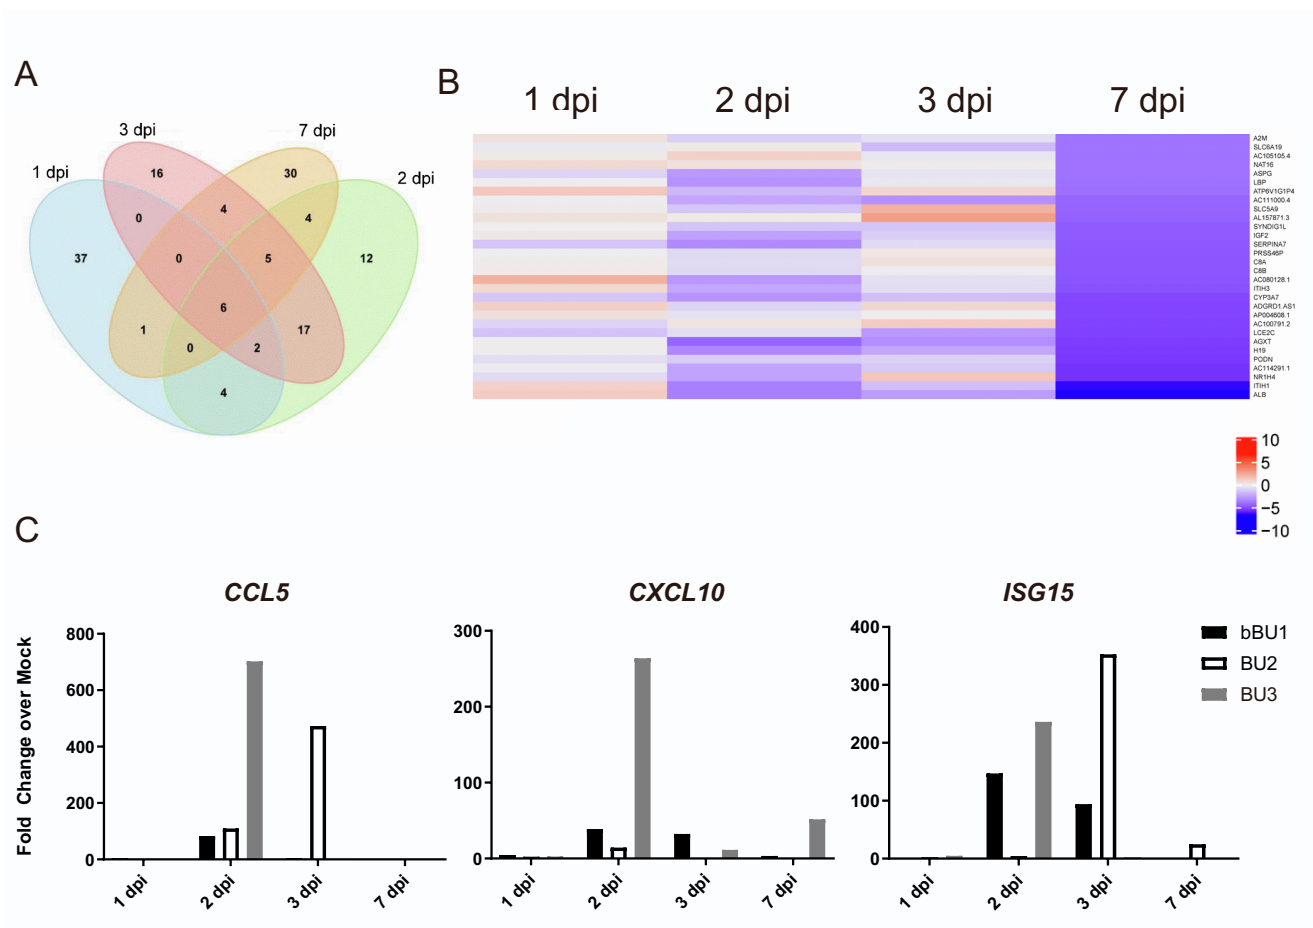 A
B
1 dpi 2 dpi 3 dpi 7 dpi
3 dpi
7 dpi
1 dpi
2 dpi
16
30
0
4
4
37
0
5
12
6
1
0
2
17
4
A2M
SLC6A19
AC105105.4
NAT16
ASPG
LBP
ATP6V1G1P4
AC111000.4
SLC5A9
AL157871.3
SYNDIG1L
IGF2
SERPINA7
PRSS46P
C8A
C8B
AC080128.1
ITIH3
CYP3A7
ADGRD1.AS1
AP004608.1
AC100791.2
LCE2C
AGXT
H19
PODN
AC114291.1
NR1H4
ITIH1
ALB
10
5
0
−5
−10
C
CCL5
Fold Change over Mock
800
600
400
200
0
1 dpi 2 dpi 3 dpi 7 dpi
CXCL10
300
200
100
0
1 dpi 2 dpi 3 dpi 7 dpi
ISG15
400
300
200
100
0
1 dpi 2 dpi 3 dpi 7 dpi
bBU1
BU2
BU3